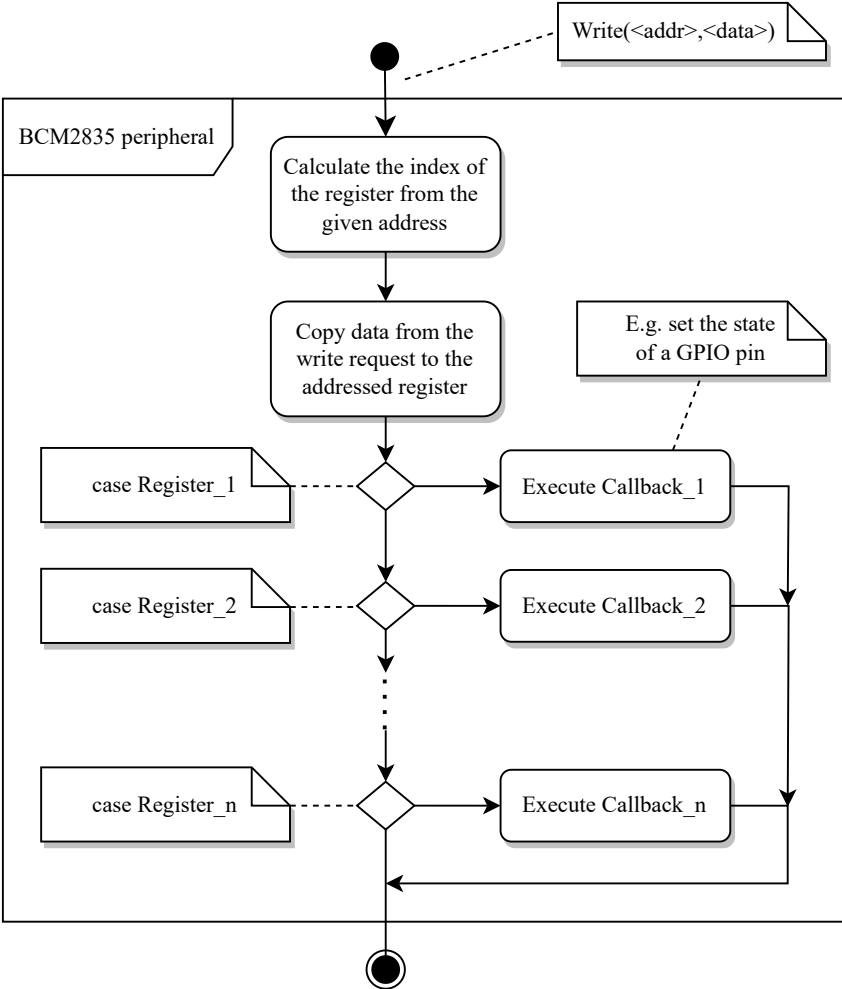 Write(<addr>,<data>)
BCM2835 peripheral
Calculate the index of
the register from the
given address
Copy data from the
write request to the
addressed register
E.g. set the state
of a GPIO pin
case Register_1
Execute Callback_1
case Register_2
Execute Callback_2
case Register_n
Execute Callback_n